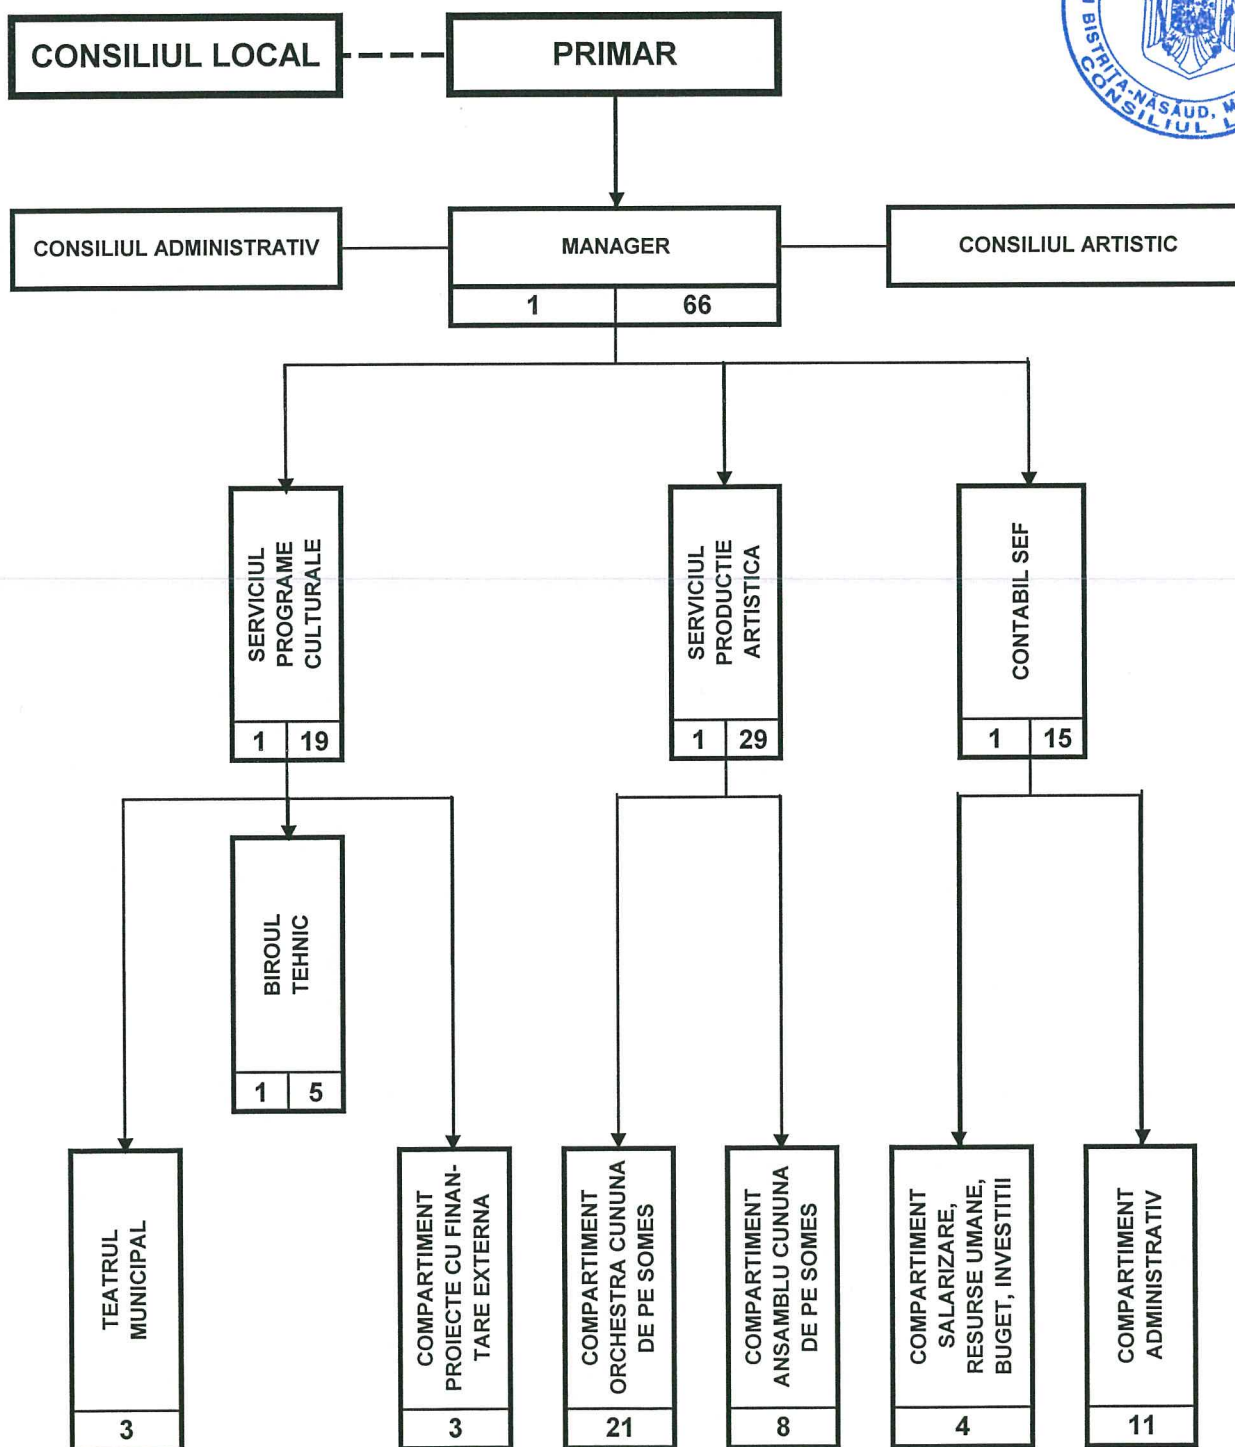 CONSILIUL LOCAL
PRIMAR
BISTRIȚA-NĂSĂUD, M
CONSILIUL L
CONSILIUL ADMINISTRATIV
MANAGER
CONSILIUL ARTISTIC
1 66
SERVICIUL
PROGRAME
CULTURALE
1 19
SERVICIUL
PRODUCTIE
ARTISTICA
1 29
CONTABIL SEF
1 15
BIROUL
TEHNIC
1 5
TEATRUL
MUNICIPAL
3
COMPARTIMENT
PROIECTE CU FINAN-
TARE EXTERNA
3
COMPARTIMENT
ORCHESTRA CUNUNA
DE PE SOMES
21
COMPARTIMENT
ANSAMBLU CUNUNA
DE PE SOMES
8
COMPARTIMENT
SALARIZARE,
RESURSE UMANE,
BUGET, INVESTITII
4
COMPARTIMENT
ADMINISTRATIV
11